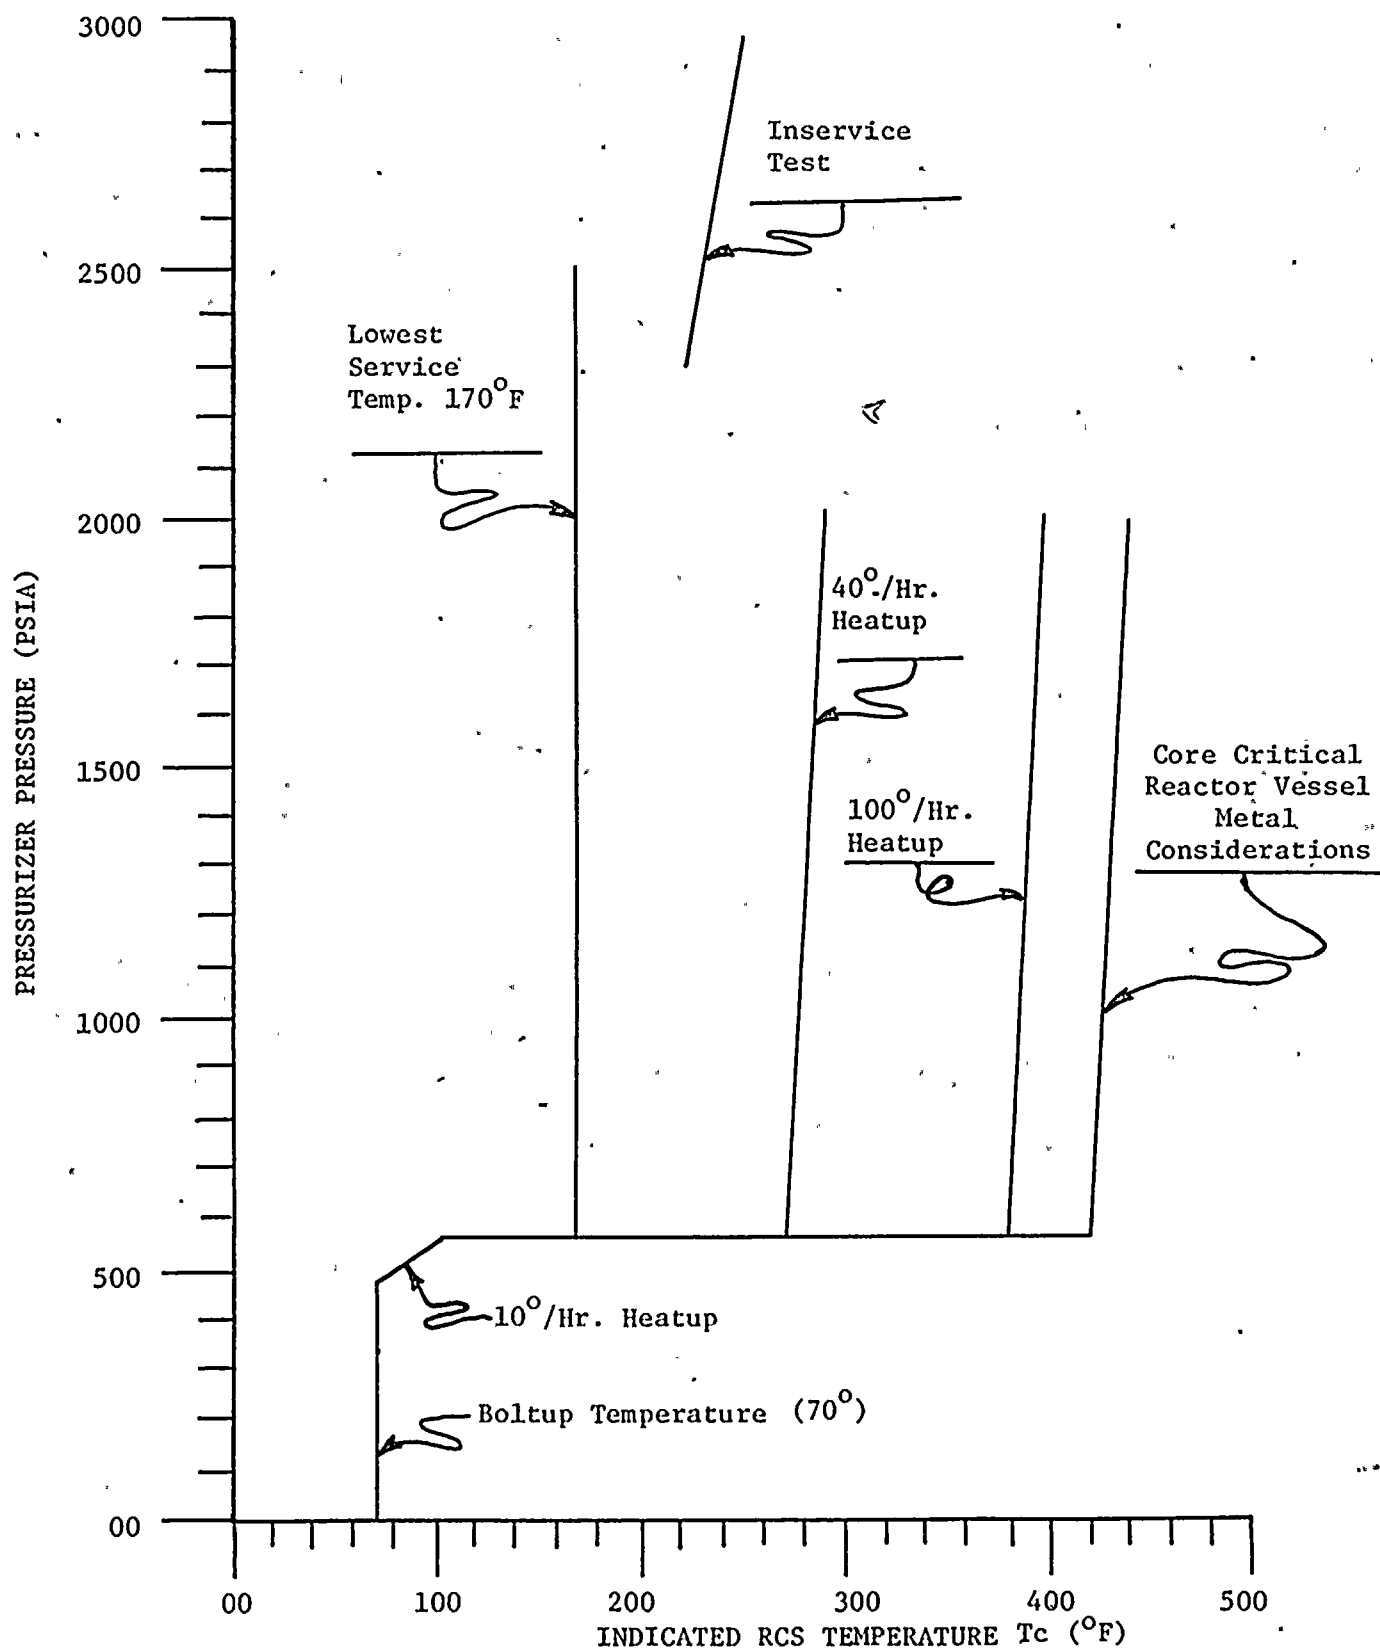 3000
Inservice
Test
2500
Lowest
Service
Temp. 170°F
2000
40°/Hr.
Heatup
PRESSURIZER PRESSURE (PSIA)
1500
Core Critical
Reactor Vessel
Metal
Considerations
100°/Hr.
Heatup
1000
500
10°/Hr. Heatup
Boltup Temperature (70°)
00
00 100 200 300 400 500
INDICATED RCS TEMPERATURE Tc (°F)